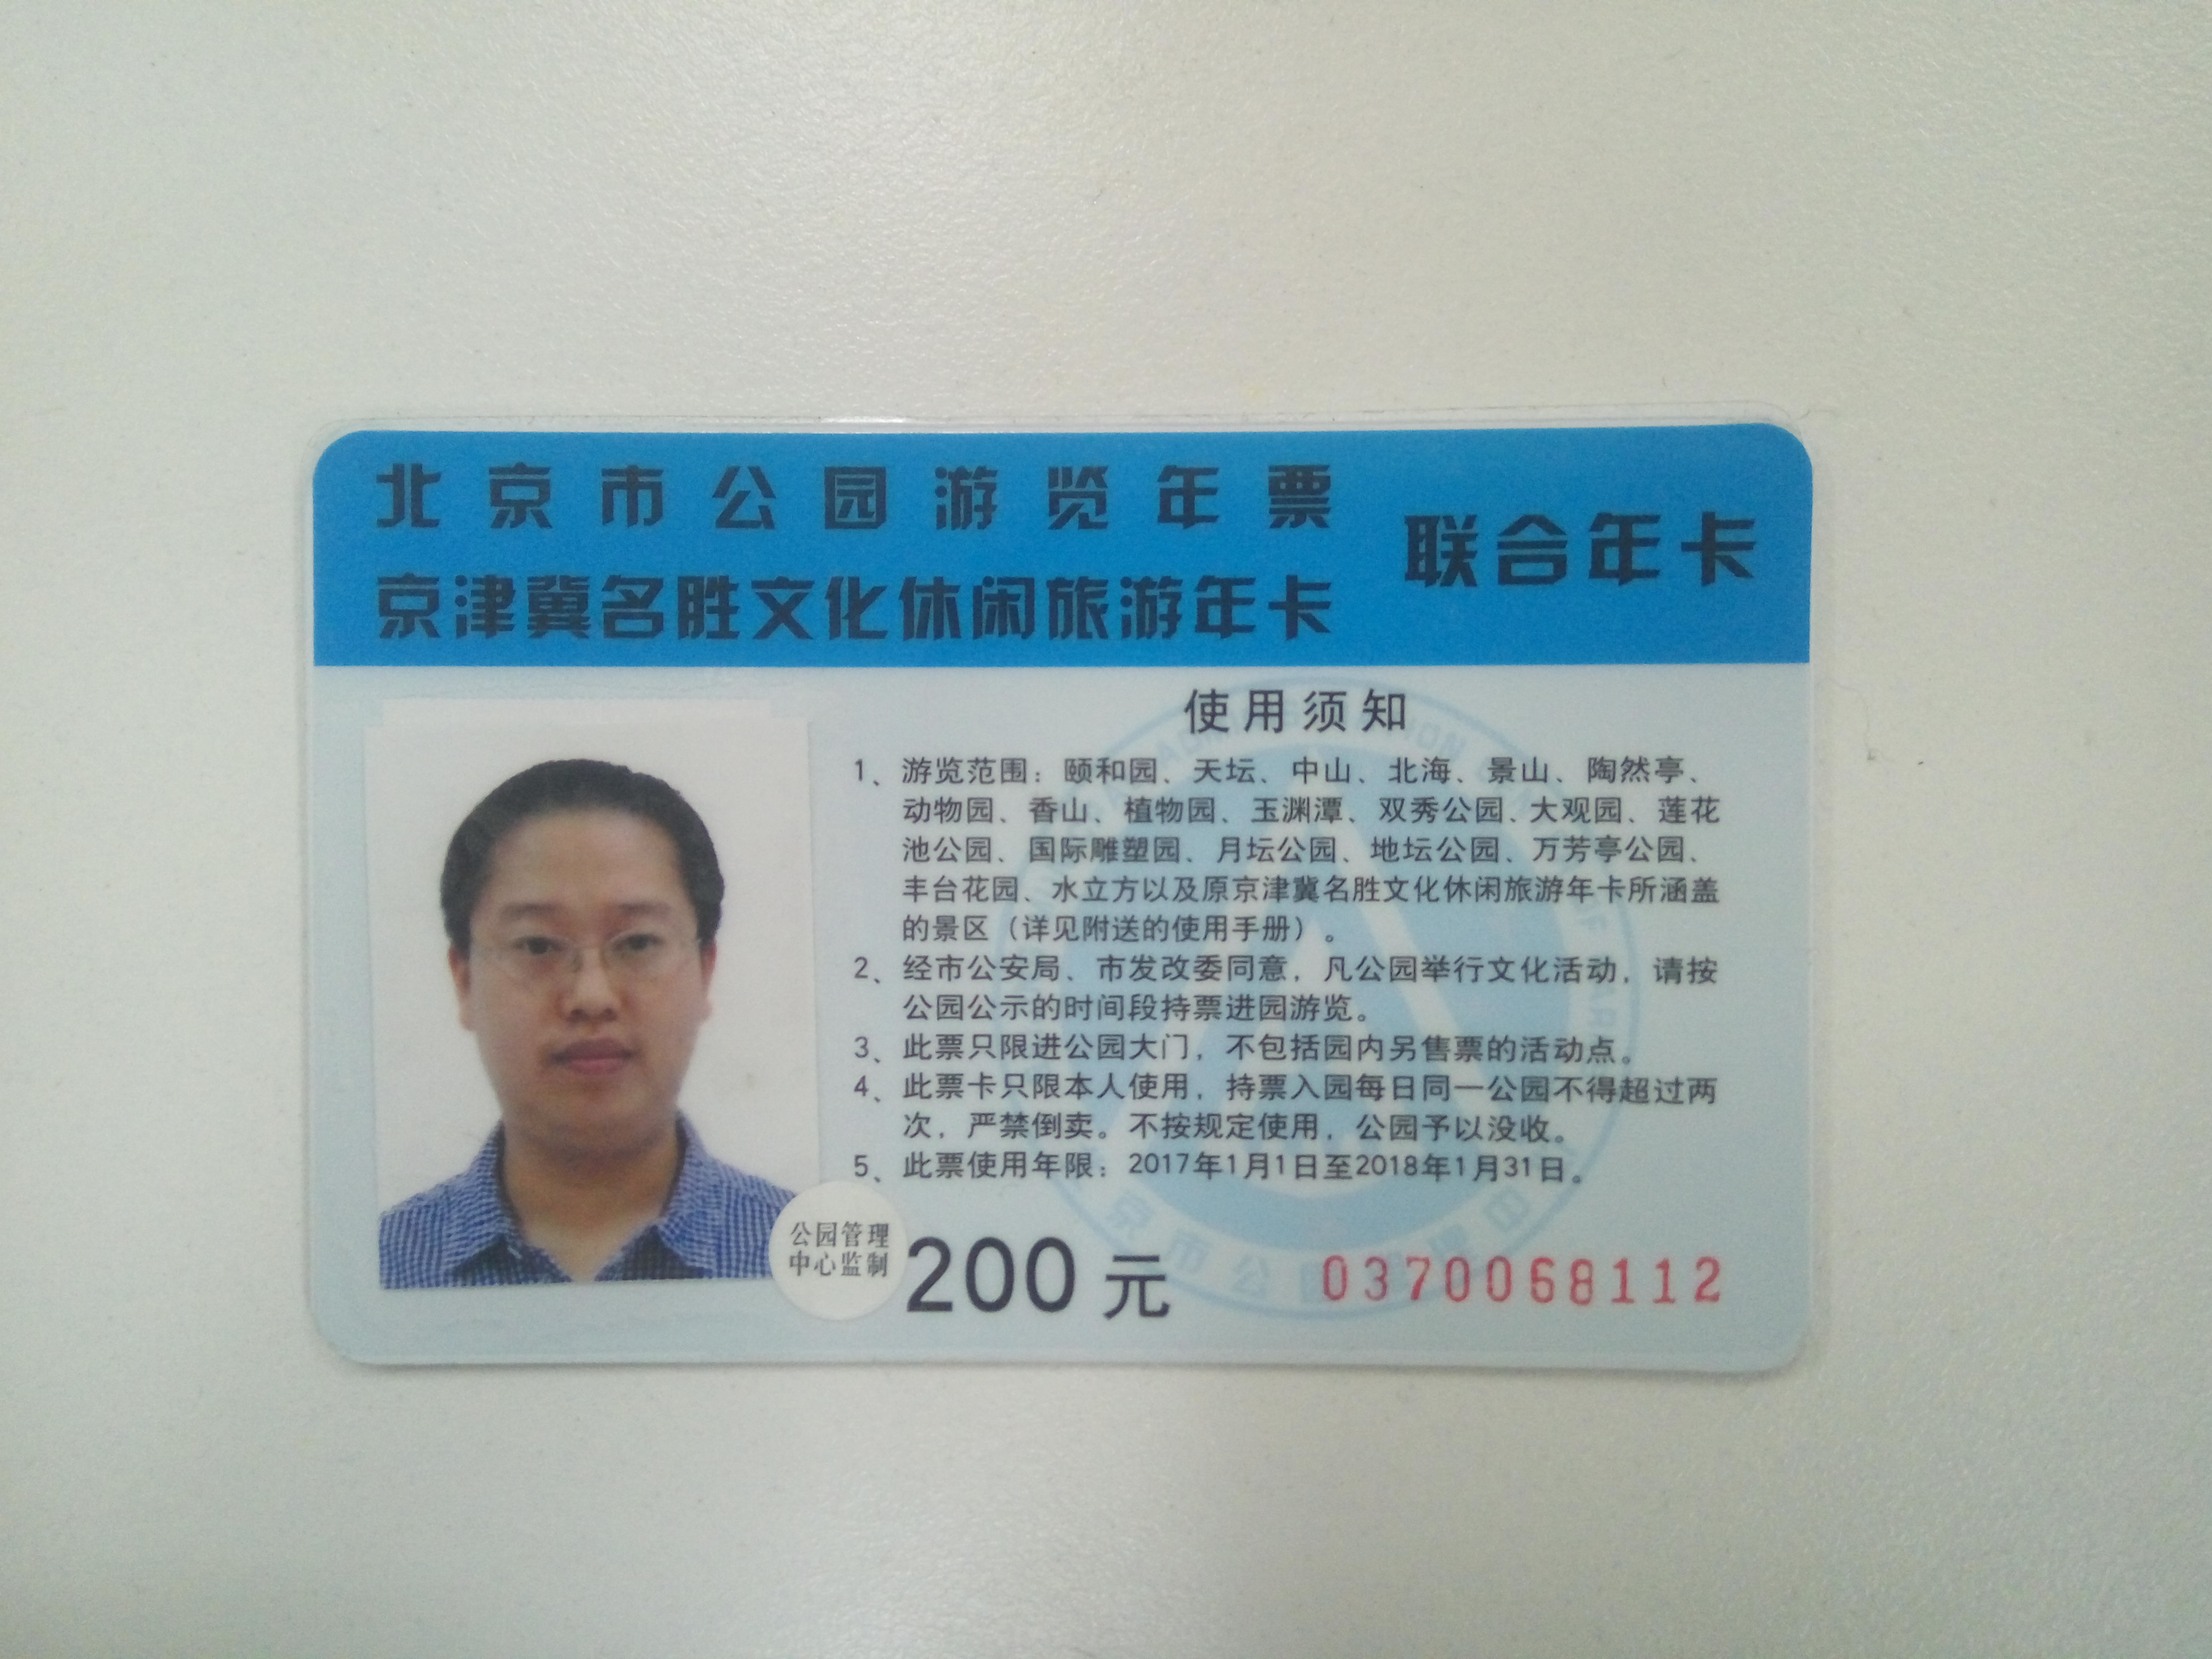 北京市公园游览年票
京津冀名胜文化休闲旅游年卡
联合年卡
使用须知
1、游览范围：颐和园、天坛、中山、北海、景山、陶然亭、
动物园、香山、植物园、玉渊潭、双秀公园、大观园、莲花
池公园、国际雕塑园、月坛公园、地坛公园、万芳亭公园、
丰台花园、水立方以及原京津冀名胜文化休闲旅游年卡所涵盖
的景区（详见附送的使用手册）。
2、经市公安局、市发改委同意，凡公园举行文化活动，请按
公园公示的时间段持票进园游览。
3、此票只限进公园大门，不包括园内另售票的活动点。
4、此票卡只限本人使用，持票入园每日同一公园不得超过两
次，严禁倒卖。不按规定使用，公园予以没收。
5、此票使用年限：2017年1月1日至2018年1月31日。
公园管理
中心监制
200元
0370068112